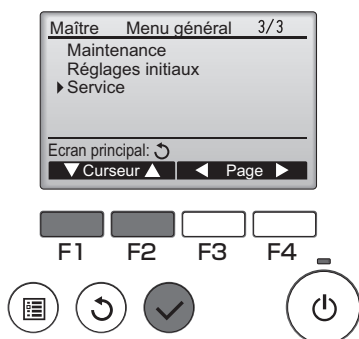 Maître Menu général 3/3
Maintenance
Réglages initiaux
Service
Ecran principal:
Curseur Page
F1 F2 F3 F4